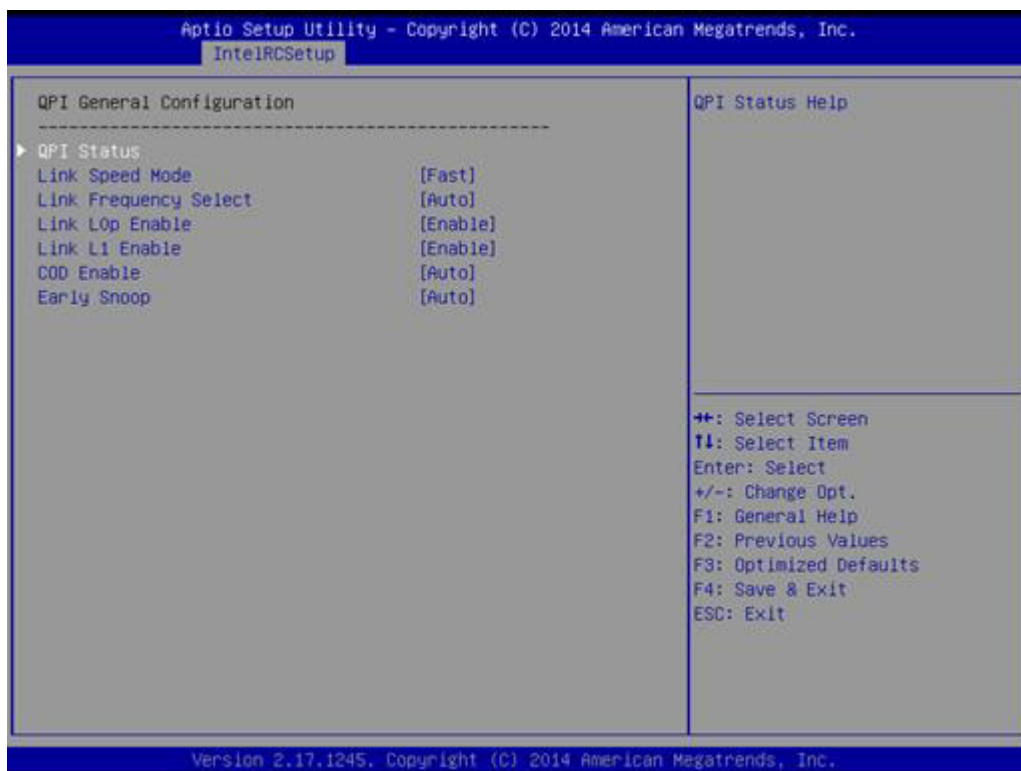 Aptio Setup Utility – Copyright (C) 2014 American Megatrends, Inc.
IntelRCSetup
QPI General Configuration
--------------------------------------------------
QPI Status
Link Speed Mode [Fast]
Link Frequency Select [Auto]
Link L0p Enable [Enable]
Link L1 Enable [Enable]
COD Enable [Auto]
Early Snoop [Auto]
QPI Status Help
→←: Select Screen
↑↓: Select Item
Enter: Select
+/-: Change Opt.
F1: General Help
F2: Previous Values
F3: Optimized Defaults
F4: Save & Exit
ESC: Exit
Version 2.17.1245. Copyright (C) 2014 American Megatrends, Inc.